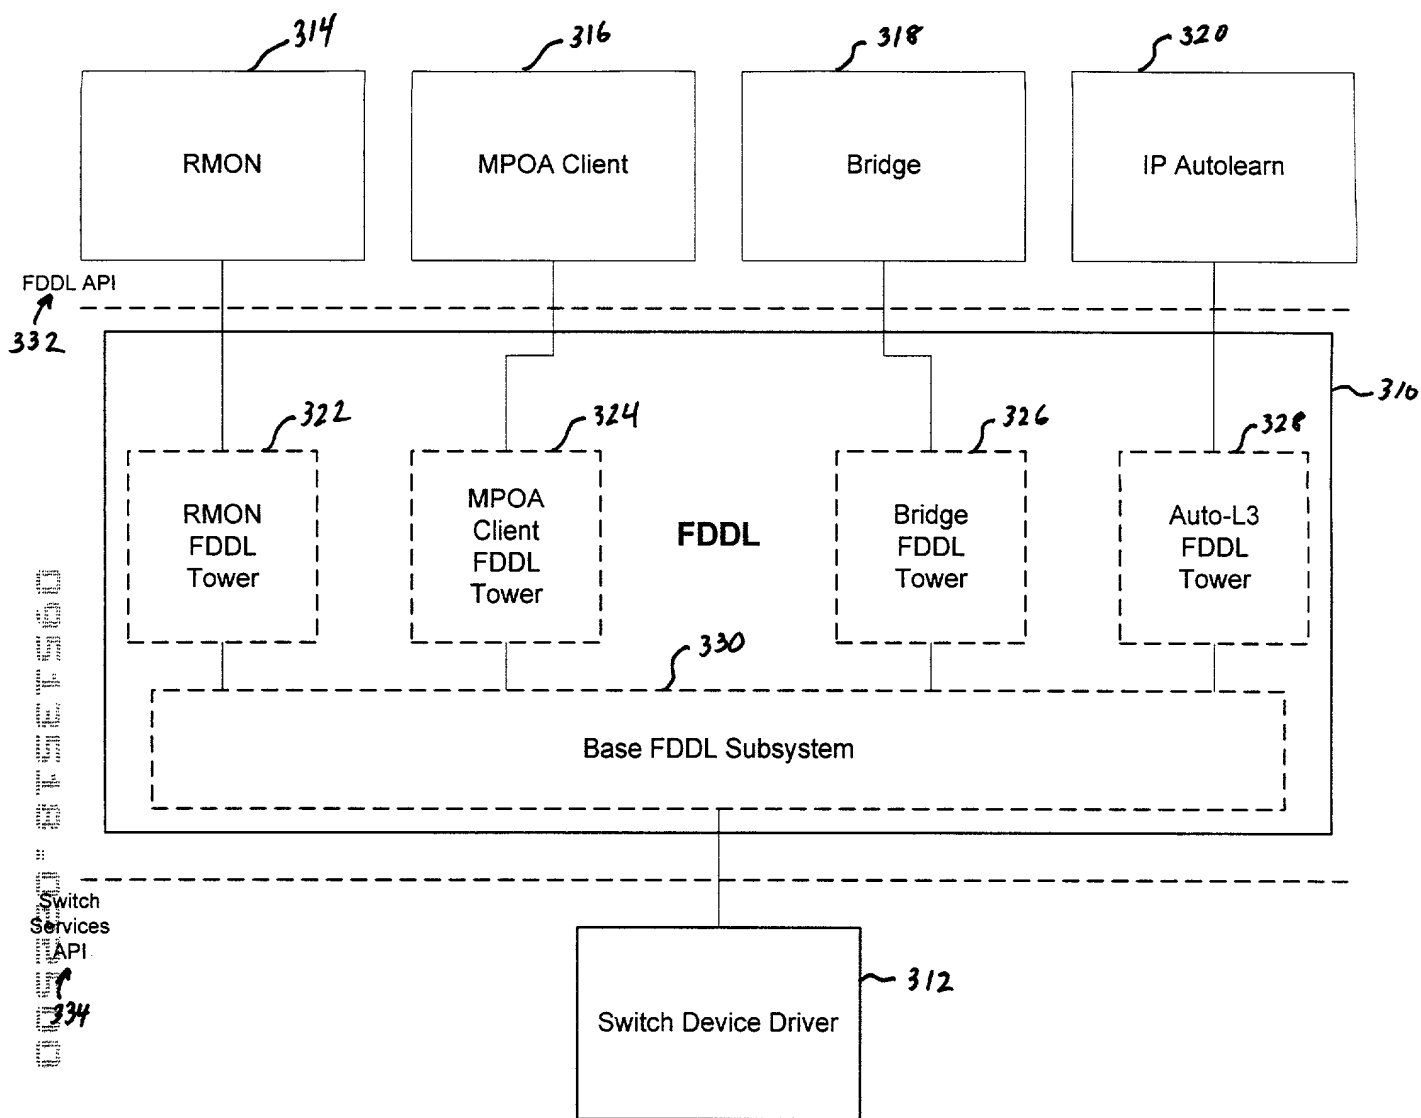 314
316
318
320
RMON
MPOA Client
Bridge
IP Autolearn
FDDL API
332
310
322
324
326
328
RMON
FDDL
Tower
MPOA
Client
FDDL
Tower
FDDL
Bridge
FDDL
Tower
Auto-L3
FDDL
Tower
330
Base FDDL Subsystem
Switch
Services
API
334
312
Switch Device Driver